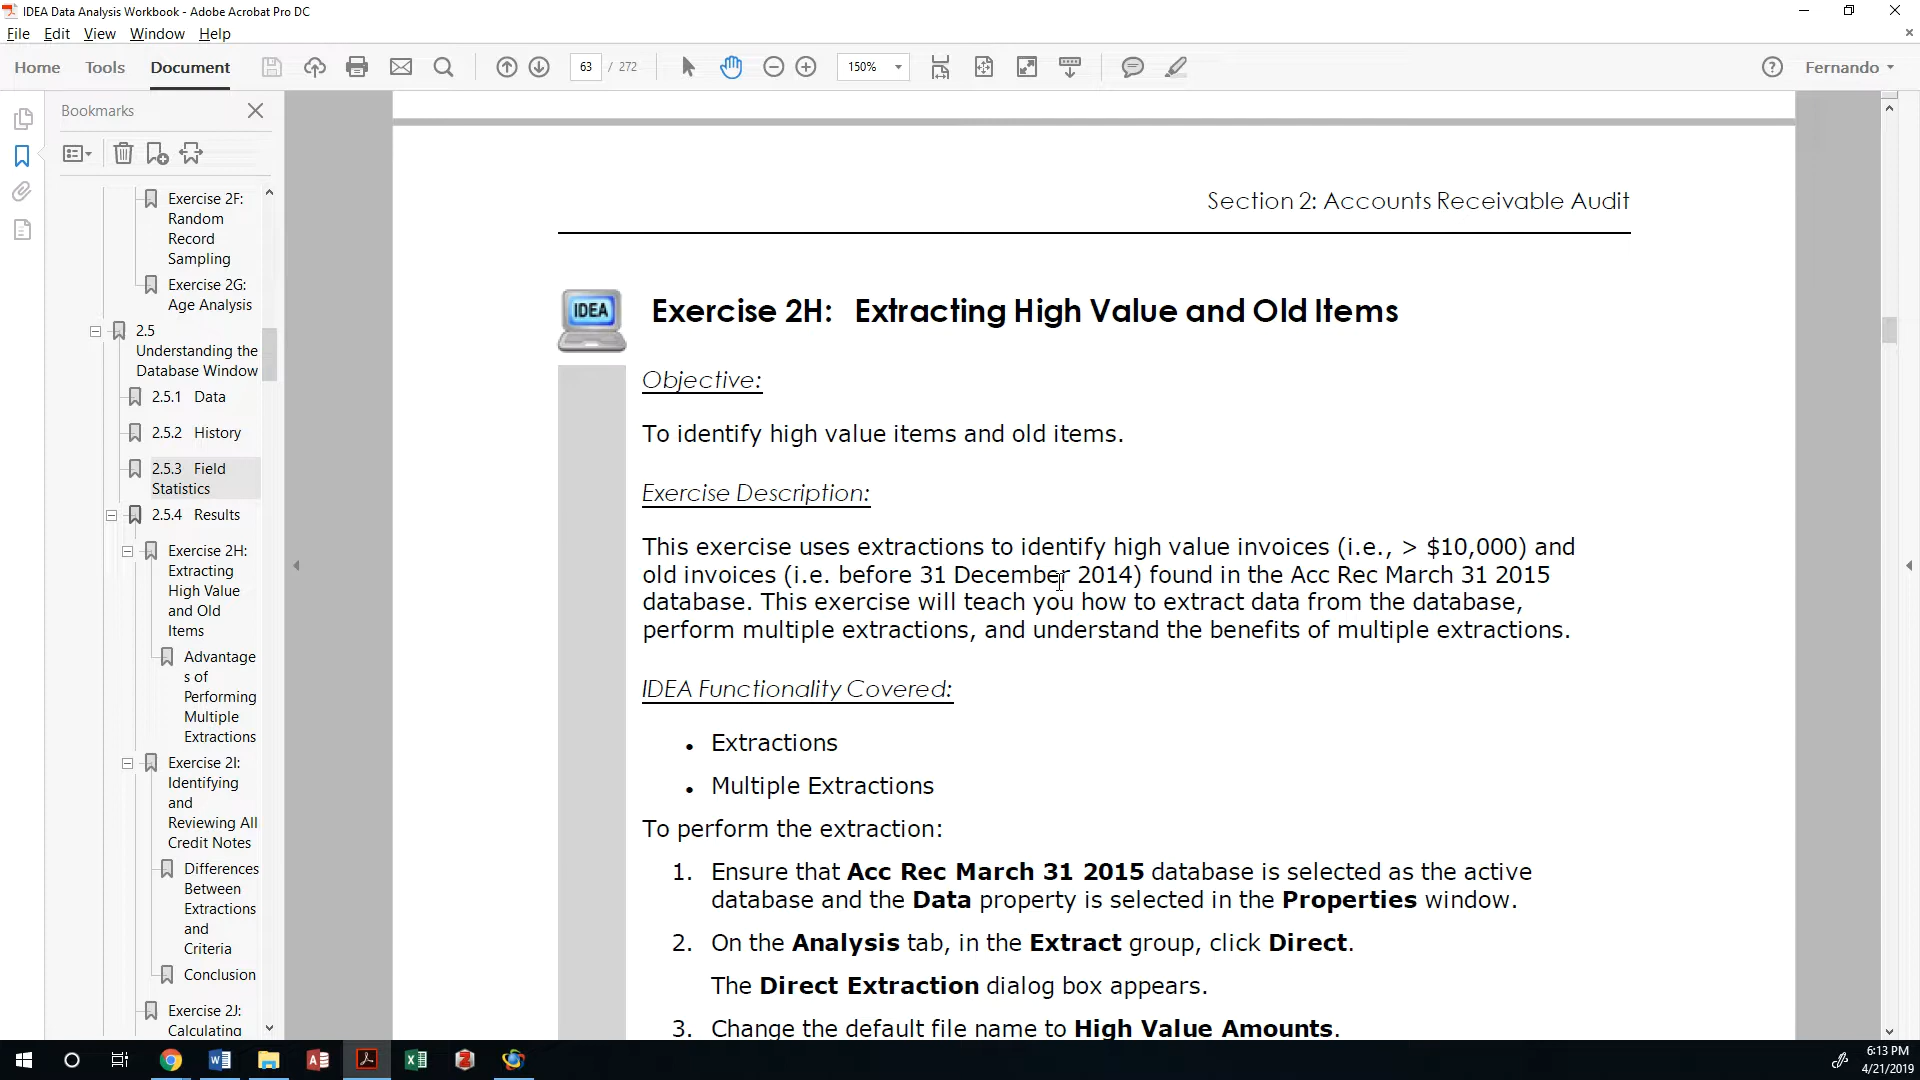 IDEA Data Analysis Workbook - Adobe Acrobat Pro DC
File Edit View Window Help
Home Tools Document 63 / 272 150% Fernando
Bookmarks
Exercise 2F:
Random
Record
Sampling
Exercise 2G:
Age Analysis
2.5
Understanding the
Database Window
2.5.1 Data
2.5.2 History
2.5.3 Field
Statistics
2.5.4 Results
Exercise 2H:
Extracting
High Value
and Old
Items
Advantage
s of
Performing
Multiple
Extractions
Exercise 2I:
Identifying
and
Reviewing All
Credit Notes
Differences
Between
Extractions
and
Criteria
Conclusion
Exercise 2J:
Calculating
Section 2: Accounts Receivable Audit
IDEA
Exercise 2H: Extracting High Value and Old Items
Objective:
To identify high value items and old items.
Exercise Description:
This exercise uses extractions to identify high value invoices (i.e., > $10,000) and
old invoices (i.e. before 31 December 2014) found in the Acc Rec March 31 2015
database. This exercise will teach you how to extract data from the database,
perform multiple extractions, and understand the benefits of multiple extractions.
IDEA Functionality Covered:
• Extractions
• Multiple Extractions
To perform the extraction:
1. Ensure that Acc Rec March 31 2015 database is selected as the active
database and the Data property is selected in the Properties window.
2. On the Analysis tab, in the Extract group, click Direct.
The Direct Extraction dialog box appears.
3. Change the default file name to High Value Amounts.
6:13 PM
4/21/2019